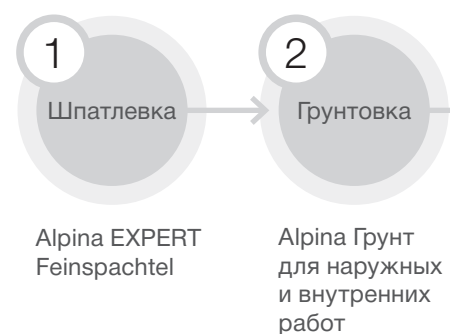 1
2
Шпатлевка
Грунтовка
Alpina EXPERT
Feinspachtel
Alpina Грунт
для наружных
и внутренних
работ